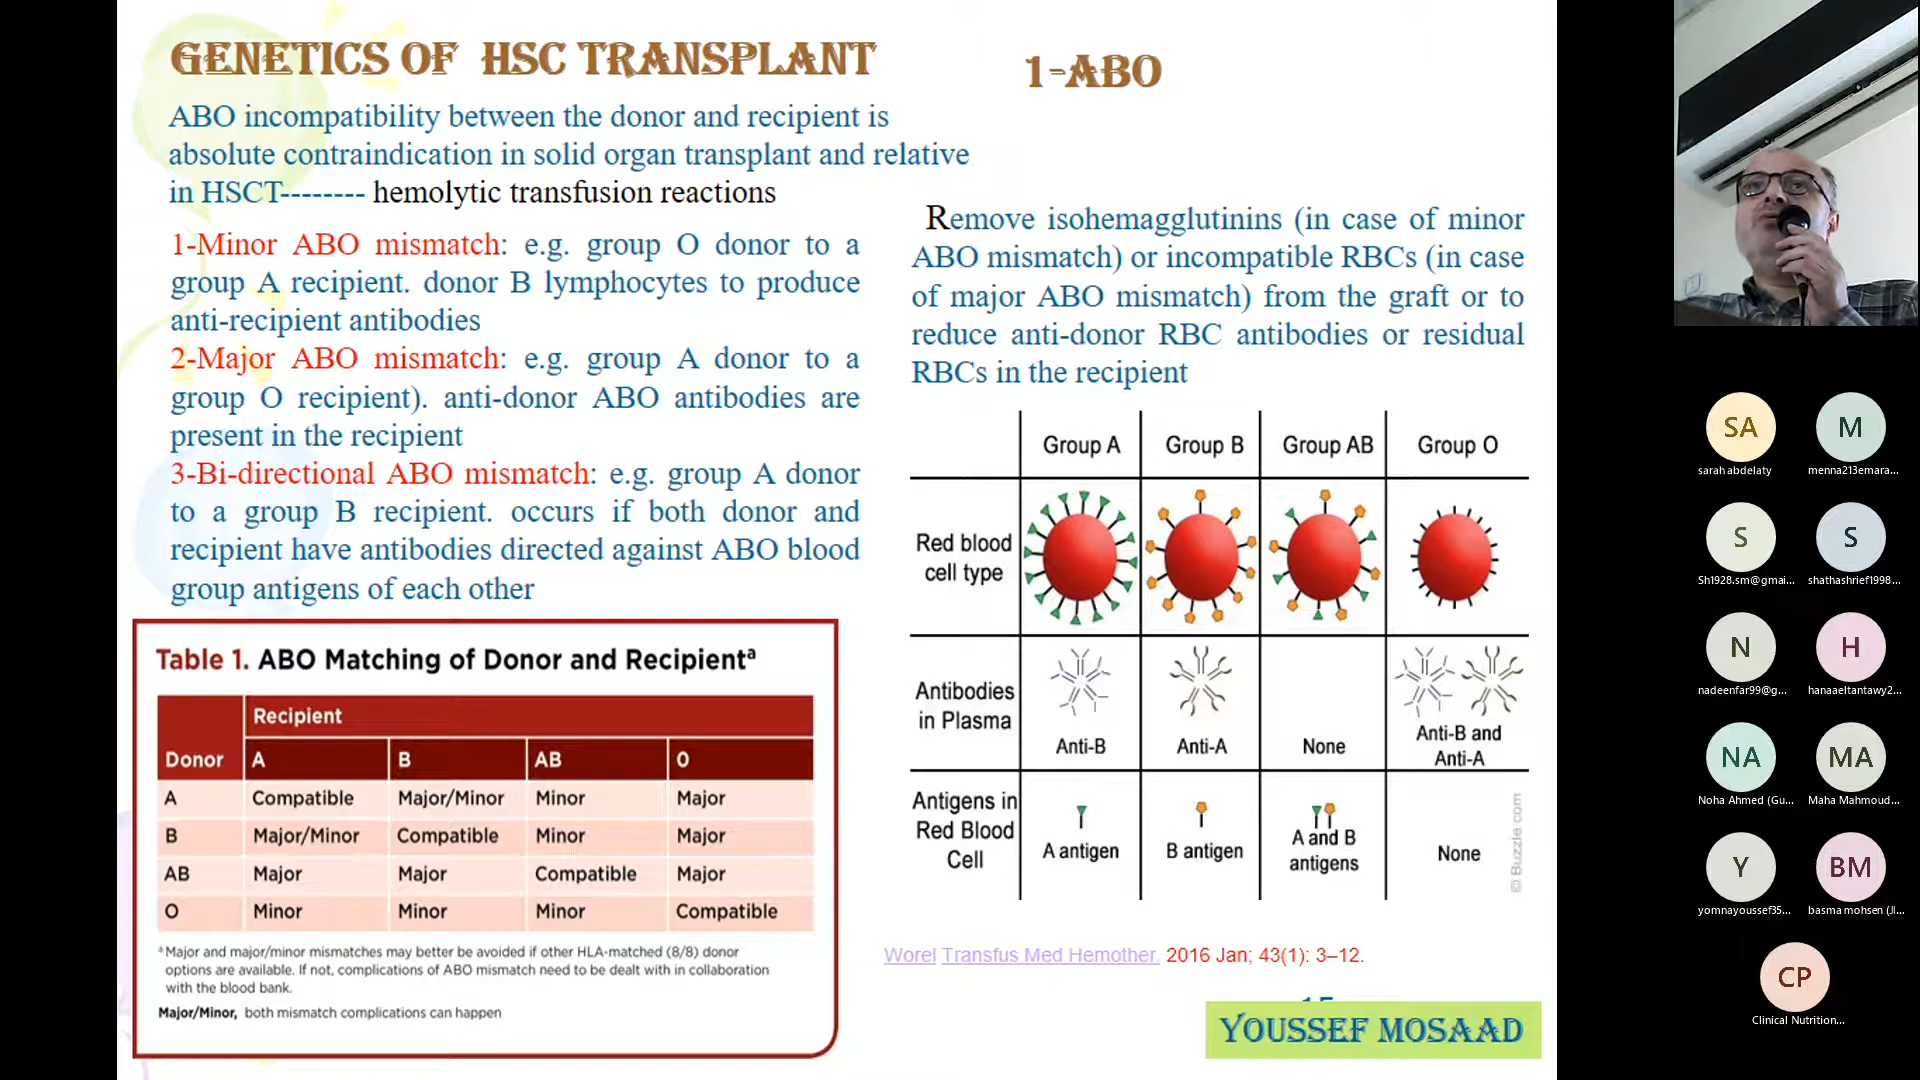 GENETICS OF HSC TRANSPLANT
1-ABO
ABO incompatibility between the donor and recipient is
absolute contraindication in solid organ transplant and relative
in HSCT-------- hemolytic transfusion reactions
1-Minor ABO mismatch: e.g. group O donor to a
group A recipient. donor B lymphocytes to produce
anti-recipient antibodies
2-Major ABO mismatch: e.g. group A donor to a
group O recipient). anti-donor ABO antibodies are
present in the recipient
3-Bi-directional ABO mismatch: e.g. group A donor
to a group B recipient. occurs if both donor and
recipient have antibodies directed against ABO blood
group antigens of each other
Table 1. ABO Matching of Donor and Recipientª
Recipient
Donor A B AB O
A Compatible Major/Minor Minor Major
B Major/Minor Compatible Minor Major
AB Major Major Compatible Major
O Minor Minor Minor Compatible
ª Major and major/minor mismatches may better be avoided if other HLA-matched (8/8) donor
options are available. If not, complications of ABO mismatch need to be dealt with in collaboration
with the blood bank.
Major/Minor, both mismatch complications can happen
Remove isohemagglutinins (in case of minor
ABO mismatch) or incompatible RBCs (in case
of major ABO mismatch) from the graft or to
reduce anti-donor RBC antibodies or residual
RBCs in the recipient
Group A Group B Group AB Group O
Red blood
cell type
Antibodies
in Plasma
Anti-B Anti-A None Anti-B and
Anti-A
Antigens in
Red Blood
Cell
A antigen B antigen A and B
antigens
None
© Buzzle.com
Worel Transfus Med Hemother. 2016 Jan; 43(1): 3–12.
YOUSSEF MOSAAD
SA M
sarah abdelaty menna213emara...
S S
Sh1928.sm@gmai... shathashrief1998...
N H
nadeenfar99@g... hanaaeltantawy2...
NA MA
Noha Ahmed (Gu... Maha Mahmoud...
Y BM
yomnayoussef35... basma mohsen (JI...
CP
Clinical Nutrition...